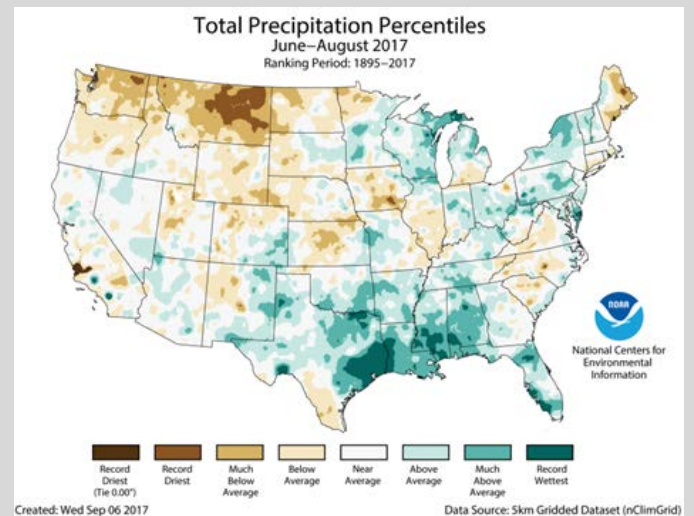 Total Precipitation Percentiles
June–August 2017
Ranking Period: 1895–2017
NOAA
National Centers for
Environmental
Information
Record
Driest
(Tie 0.00")
Record
Driest
Much
Below
Average
Below
Average
Near
Average
Above
Average
Much
Above
Average
Record
Wettest
Created: Wed Sep 06 2017
Data Source: 5km Gridded Dataset (nClimGrid)